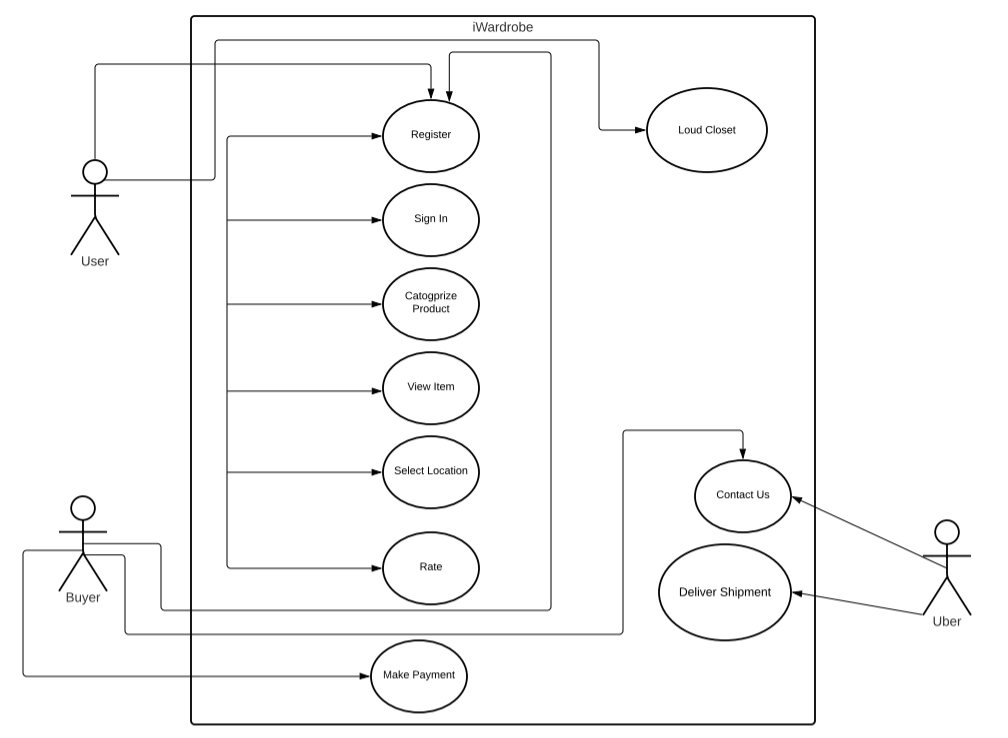 iWardrobe
Loud Closet
Register
Sign In
User
Catogprize
Product
View Item
Select Location
Contact Us
Rate
Deliver Shipment
Buyer
Uber
Make Payment